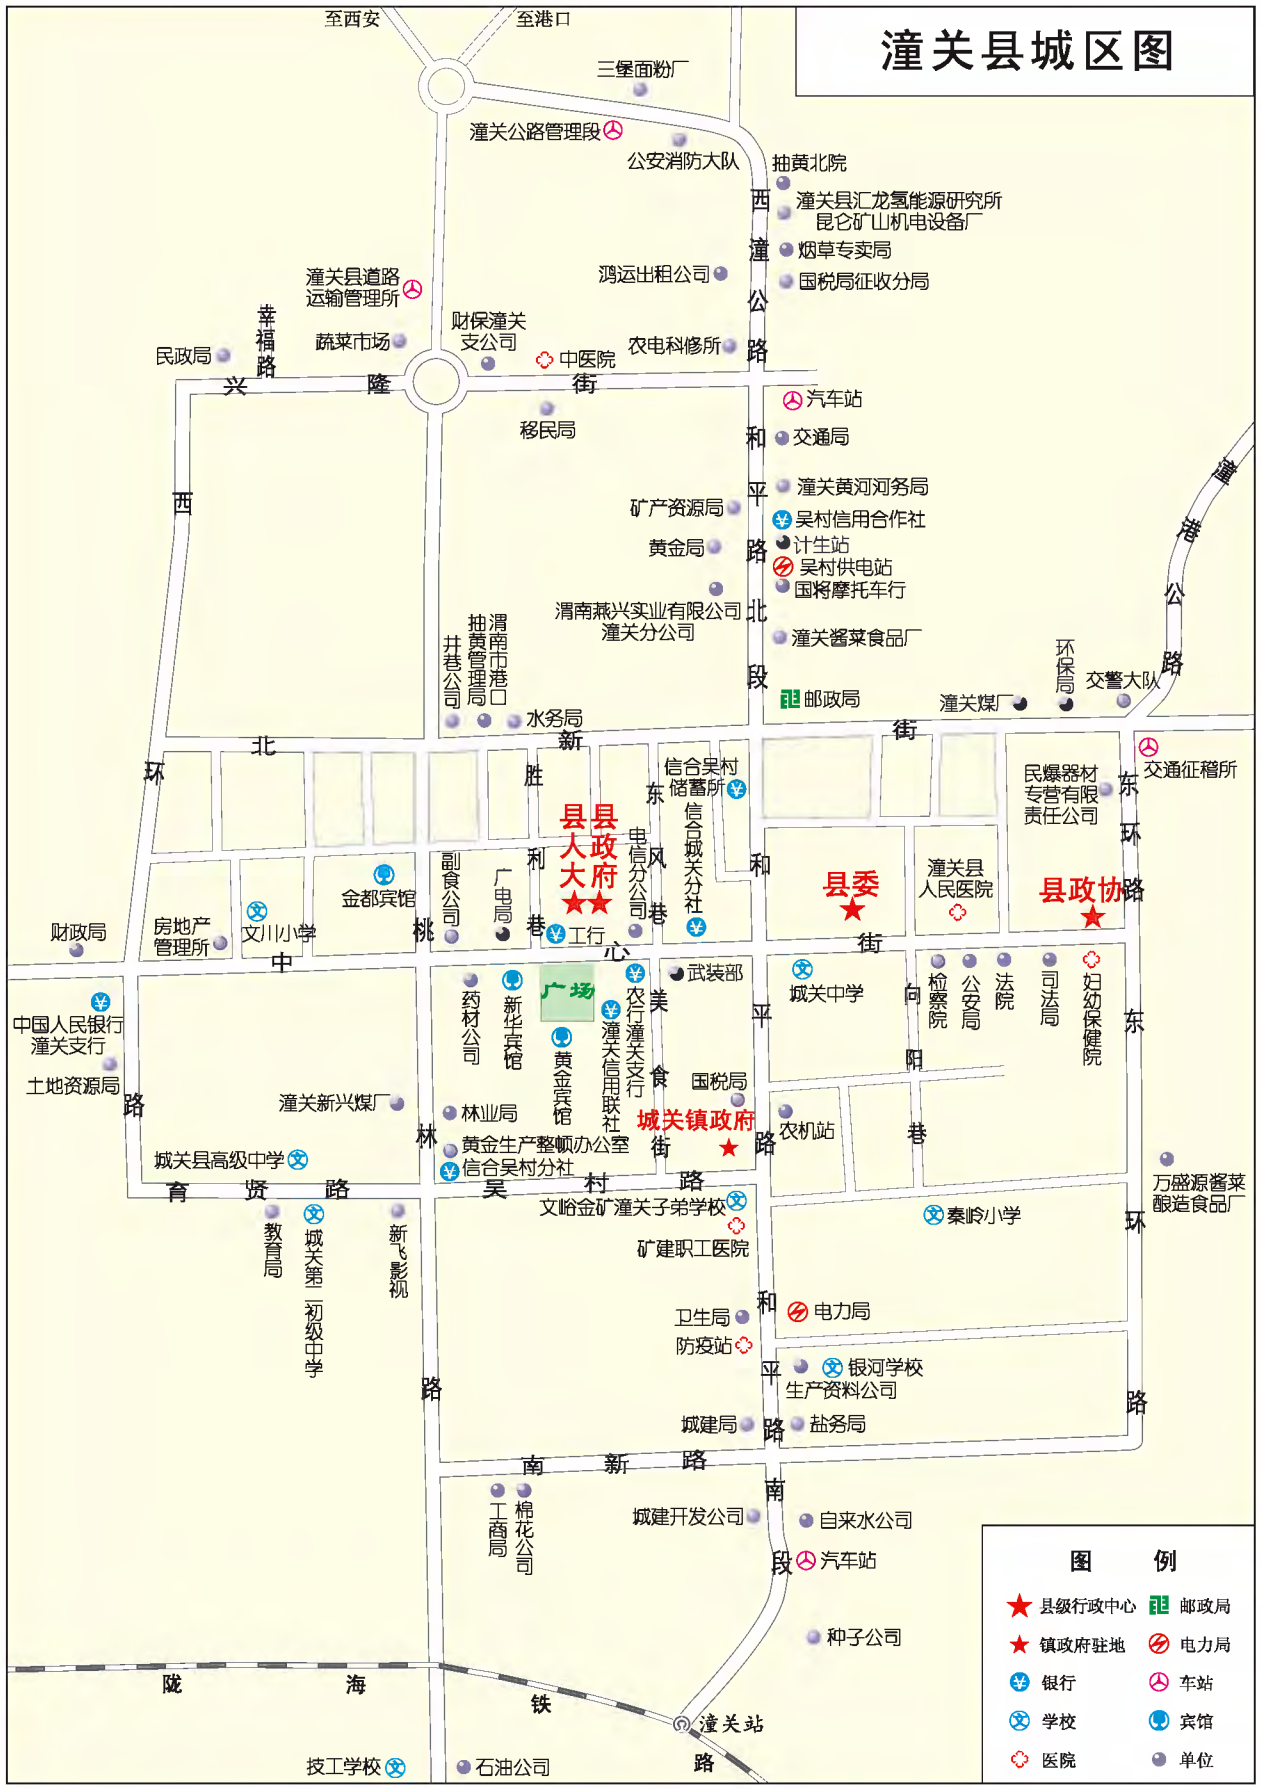 潼关县城区图
至西安
至港口
三堡面粉厂
潼关公路管理段
公安消防大队
抽黄北院
潼关县汇龙氢能源研究所
昆仑矿山机电设备厂
烟草专卖局
国税局征收分局
鸿运出租公司
西潼公路
潼关县道路
运输管理所
幸福路
蔬菜市场
财保潼关
支公司
民政局
中医院
农电科修所
兴隆街
移民局
汽车站
交通局
潼关黄河河务局
矿产资源局
吴村信用合作社
黄金局
计生站
吴村供电站
国将摩托车行
渭南燕兴实业有限公司
潼关分公司
潼关酱菜食品厂
和平路北段
潼港公路
西环路
井巷公司
抽黄管理局
渭南市港口
水务局
邮政局
潼关煤厂
环保局
交警大队
北新街
交通征稽所
民爆器材
专营有限
责任公司
东环路
胜利巷
东风巷
信合吴村
储蓄所
信合城关分社
县人大
县政府
电信分公司
县委
潼关县
人民医院
县政协
金都宾馆
副食公司
广电局
工行
财政局
房地产
管理所
文川小学
中心街
桃林路
和平路
药材公司
新华宾馆
广场
黄金宾馆
农行潼关支行
潼关信用联社
武装部
美食街
城关中学
向阳巷
检察院
公安局
法院
司法局
妇幼保健院
东环路
中国人民银行
潼关支行
土地资源局
潼关新兴煤厂
林业局
国税局
城关镇政府
农机站
黄金生产整顿办公室
信合吴村分社
城关县高级中学
育贤路
吴村路
文峪金矿潼关子弟学校
矿建职工医院
秦岭小学
万盛源酱菜
酿造食品厂
教育局
城关第二初级中学
新飞影视
和平路南段
卫生局
电力局
防疫站
银河学校
生产资料公司
城建局
盐务局
南新路
工商局
棉花公司
城建开发公司
自来水公司
汽车站
种子公司
陇海铁路
潼关站
技工学校
石油公司
图例
县级行政中心
邮政局
镇政府驻地
电力局
银行
车站
学校
宾馆
医院
单位